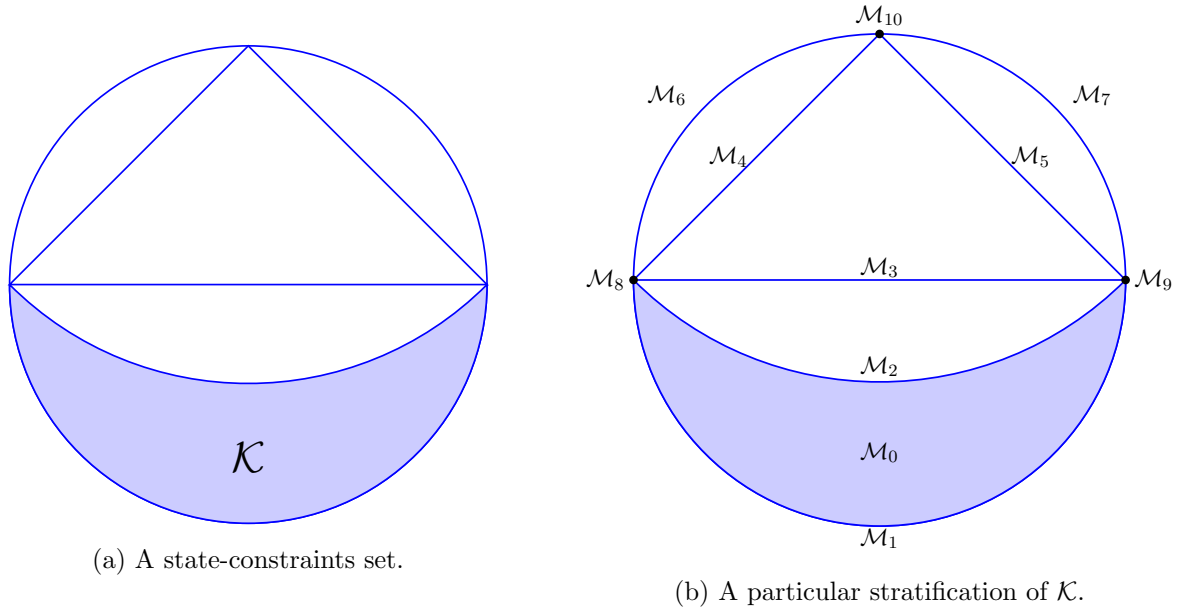 𝒦
(a) A state-constraints set.
ℳ₁₀
ℳ₆
ℳ₇
ℳ₄
ℳ₅
ℳ₃
ℳ₈
ℳ₉
ℳ₂
ℳ₀
ℳ₁
(b) A particular stratification of 𝒦.